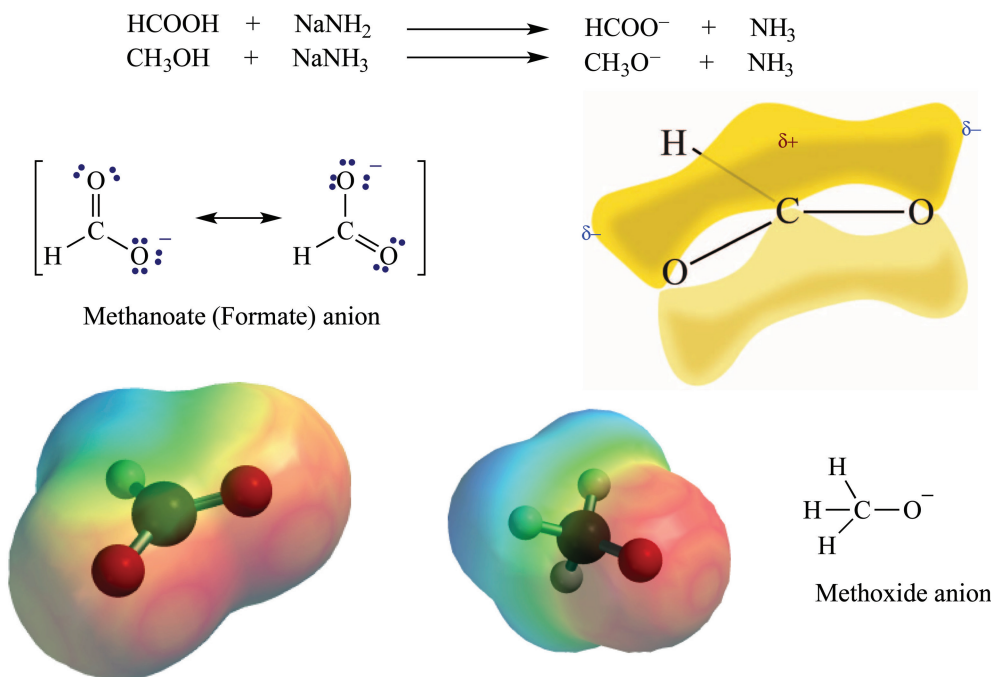 HCOOH + NaNH₂ ⟶ HCOO⁻ + NH₃
CH₃OH + NaNH₃ ⟶ CH₃O⁻ + NH₃
H
δ+
δ−
C
O
δ−
O
O
C
H
O
−
↔
O
−
C
H
O
Methanoate (Formate) anion
H
H—C—O⁻
H
Methoxide anion